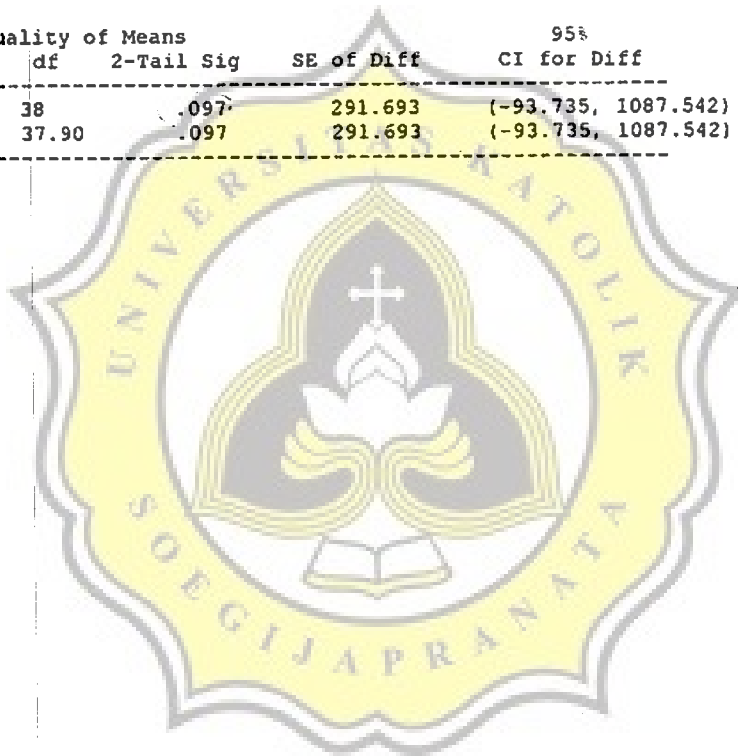 uality of Means 95%
df 2-Tail Sig SE of Diff CI for Diff
38 .097 291.693 (-93.735, 1087.542)
37.90 .097 291.693 (-93.735, 1087.542)
UNIVERSITAS KATOLIK
SOEGIJAPRANATA